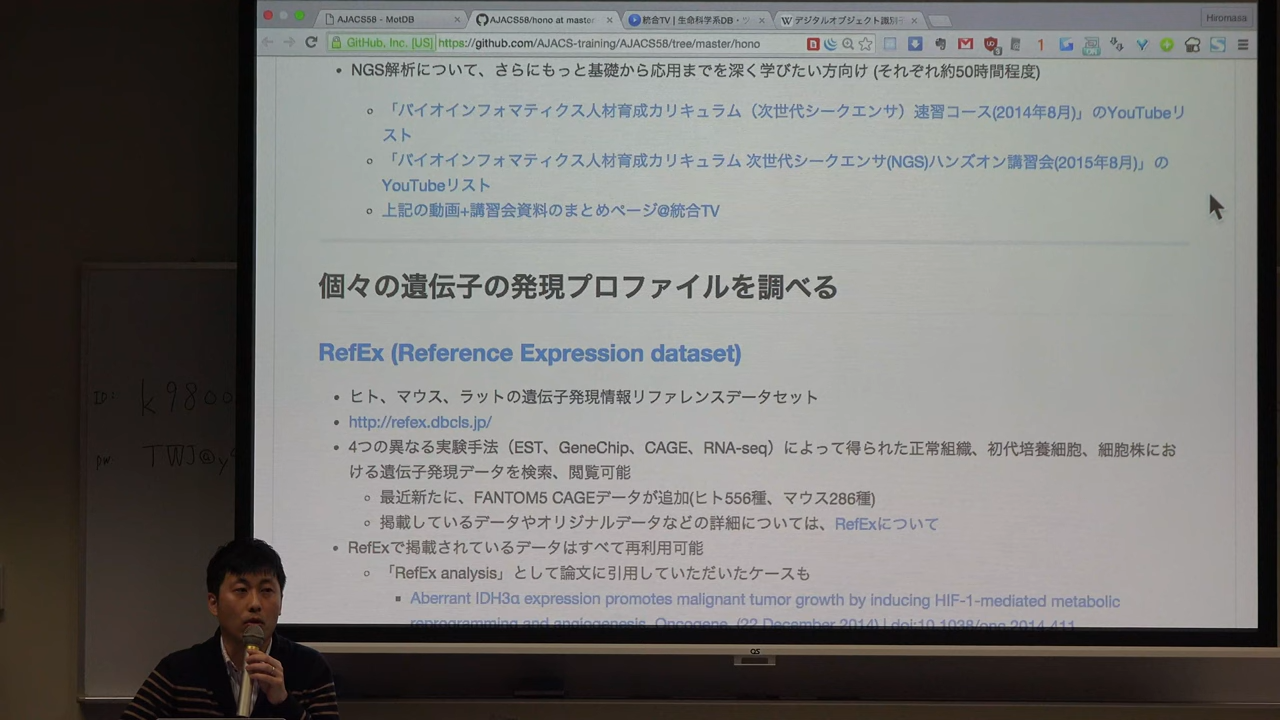 AJACS58 - MotDB
AJACS58/hono at master
統合TV | 生命科学系DB・ツ
デジタルオブジェクト識別子
Hiromasa
GitHub, Inc. [US] https://github.com/AJACS-training/AJACS58/tree/master/hono
NGS解析について、さらにもっと基礎から応用までを深く学びたい方向け (それぞれ約50時間程度)
「バイオインフォマティクス人材育成カリキュラム（次世代シークエンサ）速習コース(2014年8月)」のYouTubeリ
スト
「バイオインフォマティクス人材育成カリキュラム 次世代シークエンサ(NGS)ハンズオン講習会(2015年8月)」の
YouTubeリスト
上記の動画+講習会資料のまとめページ@統合TV
個々の遺伝子の発現プロファイルを調べる
RefEx (Reference Expression dataset)
ヒト、マウス、ラットの遺伝子発現情報リファレンスデータセット
http://refex.dbcls.jp/
4つの異なる実験手法（EST、GeneChip、CAGE、RNA-seq）によって得られた正常組織、初代培養細胞、細胞株にお
ける遺伝子発現データを検索、閲覧可能
最近新たに、FANTOM5 CAGEデータが追加(ヒト556種、マウス286種)
掲載しているデータやオリジナルデータなどの詳細については、RefExについて
RefExで掲載されているデータはすべて再利用可能
「RefEx analysis」として論文に引用していただいたケースも
Aberrant IDH3α expression promotes malignant tumor growth by inducing HIF-1-mediated metabolic
reprogramming and angiogenesis. Oncogene. (22 December 2014) | doi:10.1038/onc.2014.411
ID: k9800
pw: TWJ@y
OS